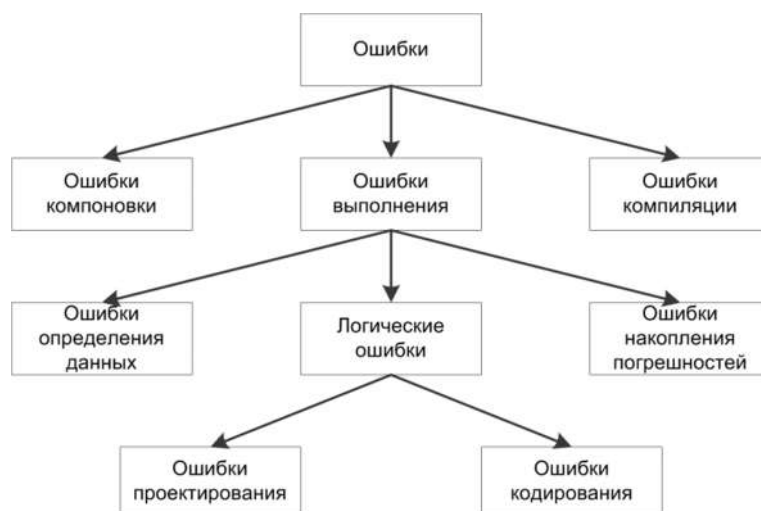 Ошибки
Ошибки
компоновки
Ошибки
выполнения
Ошибки
компиляции
Ошибки
определения
данных
Логические
ошибки
Ошибки
накопления
погрешностей
Ошибки
проектирования
Ошибки
кодирования